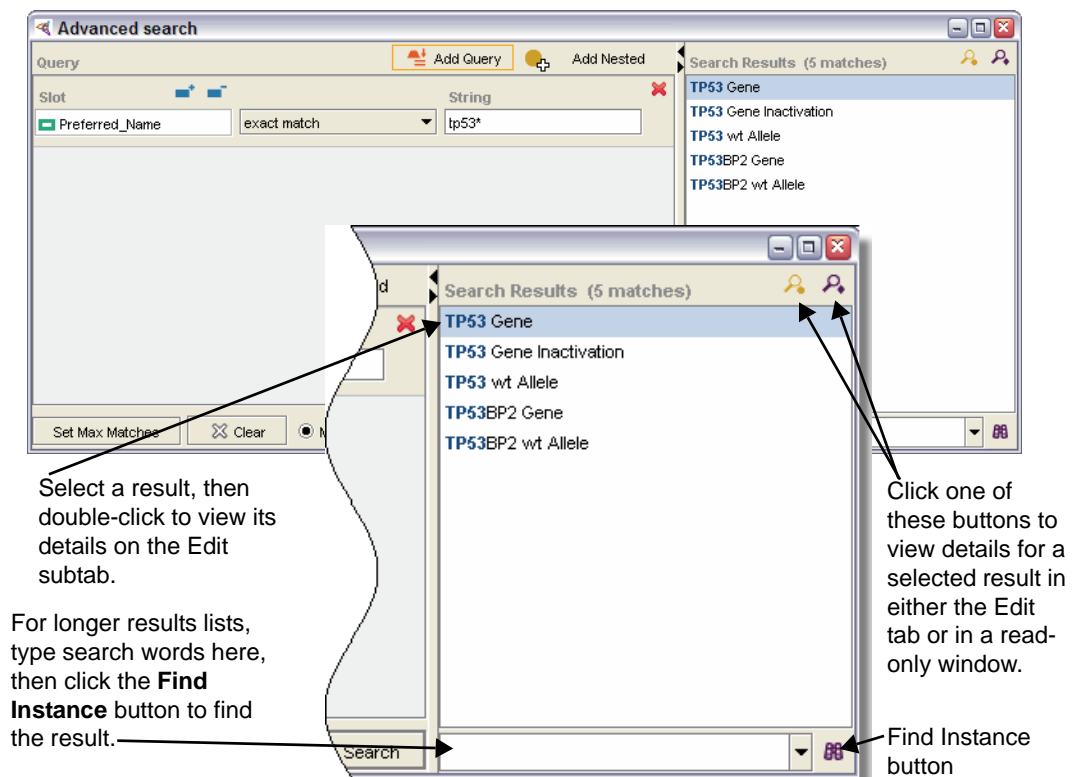 Advanced search
Query
Add Query
Add Nested
Search Results (5 matches)
Slot
String
Preferred_Name
exact match
tp53*
TP53 Gene
TP53 Gene Inactivation
TP53 wt Allele
TP53BP2 Gene
TP53BP2 wt Allele
Set Max Matches
Clear
d
Search Results (5 matches)
TP53 Gene
TP53 Gene Inactivation
TP53 wt Allele
TP53BP2 Gene
TP53BP2 wt Allele
Search
Select a result, then
double-click to view its
details on the Edit
subtab.
For longer results lists,
type search words here,
then click the Find
Instance button to find
the result.
Click one of
these buttons to
view details for a
selected result in
either the Edit
tab or in a read-
only window.
Find Instance
button